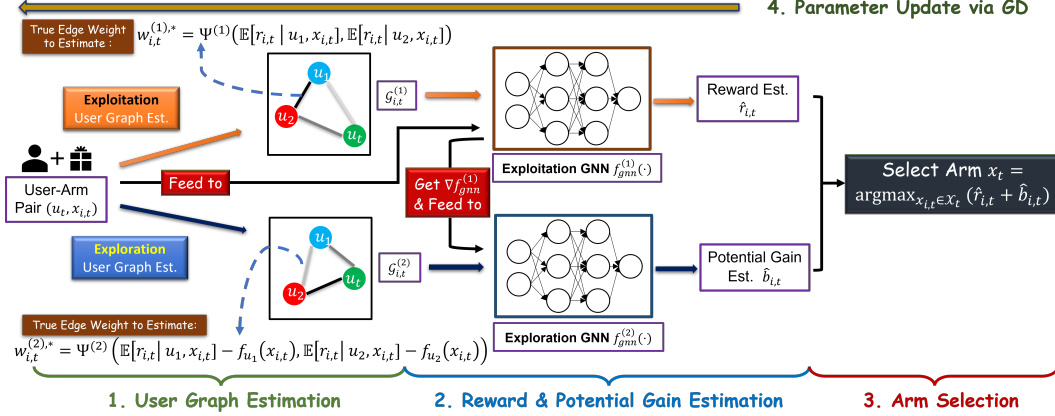 4. Parameter Update via GD
True Edge Weight
to Estimate :
w_{i,t}^{(1),*} = Ψ^{(1)}(𝔼[r_{i,t} | u_1, x_{i,t}], 𝔼[r_{i,t} | u_2, x_{i,t}])
Exploitation
User Graph Est.
u_1
u_2
u_t
𝒢_{i,t}^{(1)}
Reward Est.
r̂_{i,t}
Exploitation GNN f_{gnn}^{(1)}(·)
User-Arm
Pair (u_t, x_{i,t})
Feed to
Get ∇f_{gnn}^{(1)}
& Feed to
Select Arm x_t =
argmax_{x_{i,t}∈𝒳_t} (r̂_{i,t} + b̂_{i,t})
Exploration
User Graph Est.
u_1
u_t
u_2
𝒢_{i,t}^{(2)}
Potential Gain
Est. b̂_{i,t}
Exploration GNN f_{gnn}^{(2)}(·)
True Edge Weight to Estimate:
w_{i,t}^{(2),*} = Ψ^{(2)} (𝔼[r_{i,t} | u_1, x_{i,t}] − f_{u_1}(x_{i,t}), 𝔼[r_{i,t} | u_2, x_{i,t}] − f_{u_2}(x_{i,t}))
1. User Graph Estimation
2. Reward & Potential Gain Estimation
3. Arm Selection